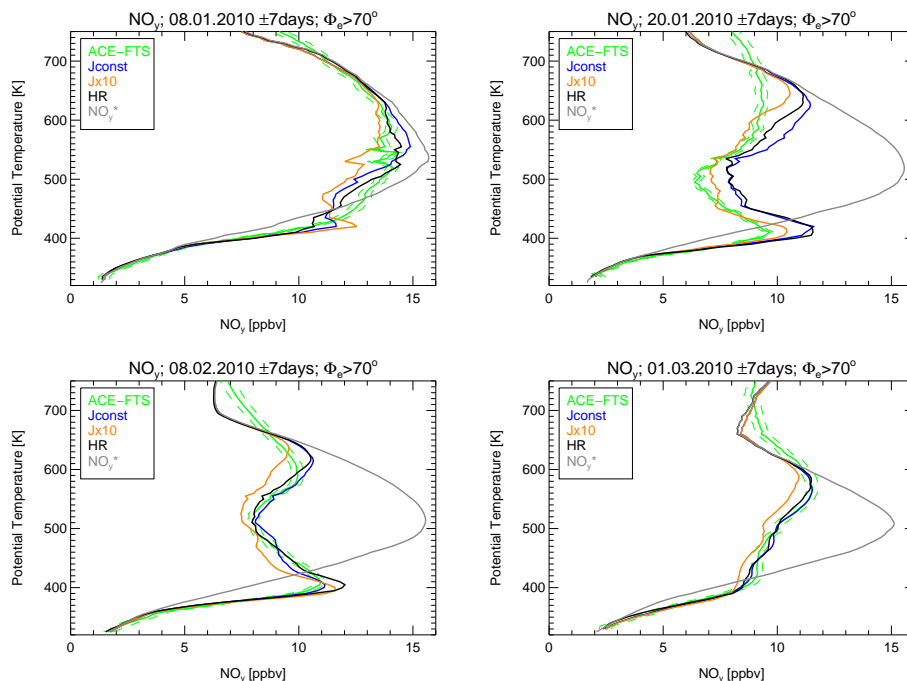 NOy; 08.01.2010 ±7days; Φe>70o
ACE-FTS
Jconst
Jx10
HR
NOy*
Potential Temperature [K]
700
600
500
400
0 5 10 15
NOy [ppbv]
NOy; 20.01.2010 ±7days; Φe>70o
ACE-FTS
Jconst
Jx10
HR
NOy*
Potential Temperature [K]
700
600
500
400
0 5 10 15
NOy [ppbv]
NOy; 08.02.2010 ±7days; Φe>70o
ACE-FTS
Jconst
Jx10
HR
NOy*
Potential Temperature [K]
700
600
500
400
0 5 10 15
NOy [ppbv]
NOy; 01.03.2010 ±7days; Φe>70o
ACE-FTS
Jconst
Jx10
HR
NOy*
Potential Temperature [K]
700
600
500
400
0 5 10 15
NOy [ppbv]